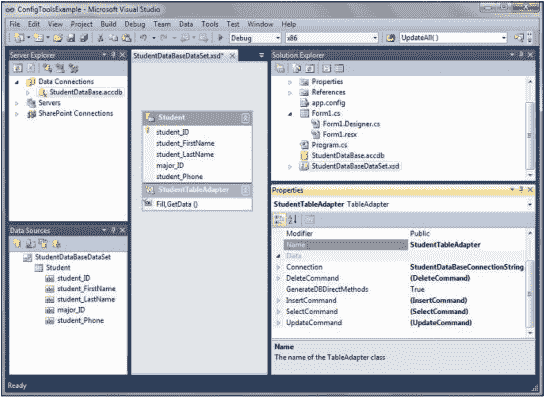 ConfigToolsExample - Microsoft Visual Studio
File Edit View Project Build Debug Team Data Tools Test Window Help
Debug x86 UpdateAll( )
Server Explorer
Data Connections
StudentDataBase.accdb
Servers
SharePoint Connections
Data Sources
StudentDataBaseDataSet
Student
student_ID
student_FirstName
student_LastName
major_ID
student_Phone
StudentDataBaseDataSet.xsd*
Student
student_ID
student_FirstName
student_LastName
major_ID
student_Phone
StudentTableAdapter
Fill,GetData ()
Solution Explorer
Properties
References
app.config
Form1.cs
Form1.Designer.cs
Form1.resx
Program.cs
StudentDataBase.accdb
StudentDataBaseDataSet.xsd
Properties
StudentTableAdapter TableAdapter
Modifier Public
Name StudentTableAdapter
Data
Connection StudentDataBaseConnectionString
DeleteCommand (DeleteCommand)
GenerateDBDirectMethods True
InsertCommand (InsertCommand)
SelectCommand (SelectCommand)
UpdateCommand (UpdateCommand)
Name
The name of the TableAdapter class
Ready